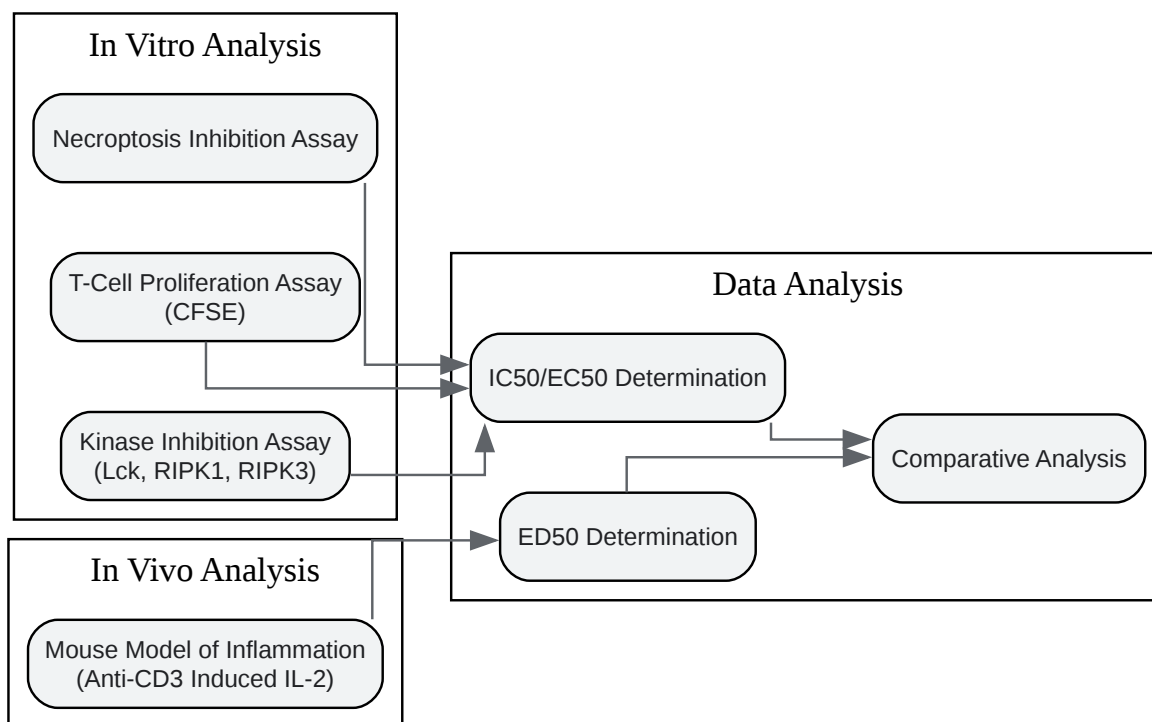 In Vitro Analysis
Necroptosis Inhibition Assay
T-Cell Proliferation Assay
(CFSE)
Kinase Inhibition Assay
(Lck, RIPK1, RIPK3)
In Vivo Analysis
Mouse Model of Inflammation
(Anti-CD3 Induced IL-2)
Data Analysis
IC50/EC50 Determination
ED50 Determination
Comparative Analysis